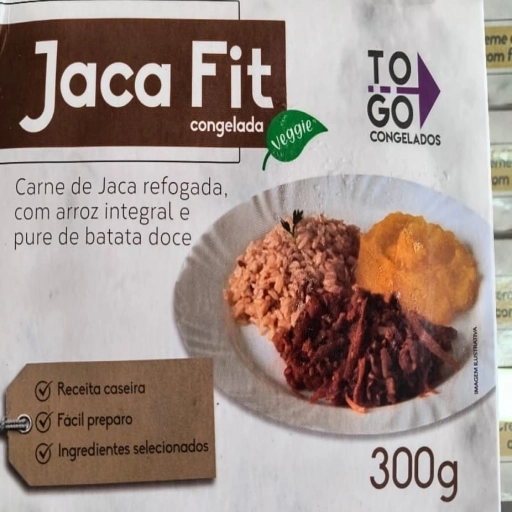 Jaca Fit
congelada
veggie
TO
GO
CONGELADOS
Carne de Jaca refogada,
com arroz integral e
pure de batata doce
IMAGEM ILUSTRATIVA
Receita caseira
Fácil preparo
Ingredientes selecionados
300g